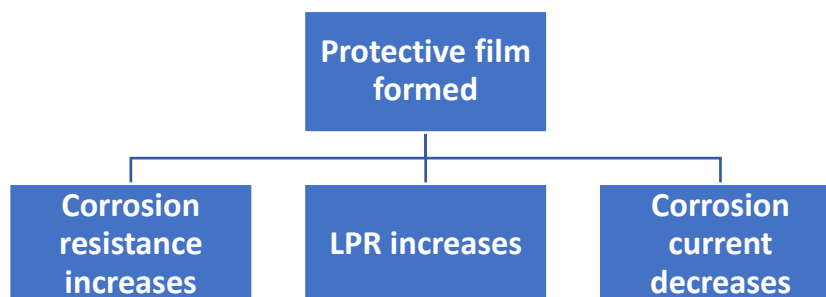 Protective film
formed
Corrosion
resistance
increases
LPR increases
Corrosion
current
decreases